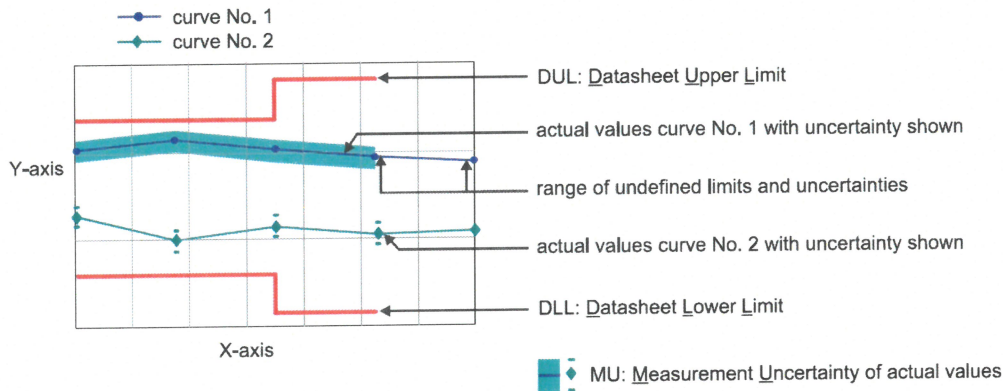 curve No. 1
curve No. 2
DUL: Datasheet Upper Limit
actual values curve No. 1 with uncertainty shown
Y-axis
range of undefined limits and uncertainties
actual values curve No. 2 with uncertainty shown
DLL: Datasheet Lower Limit
X-axis
MU: Measurement Uncertainty of actual values